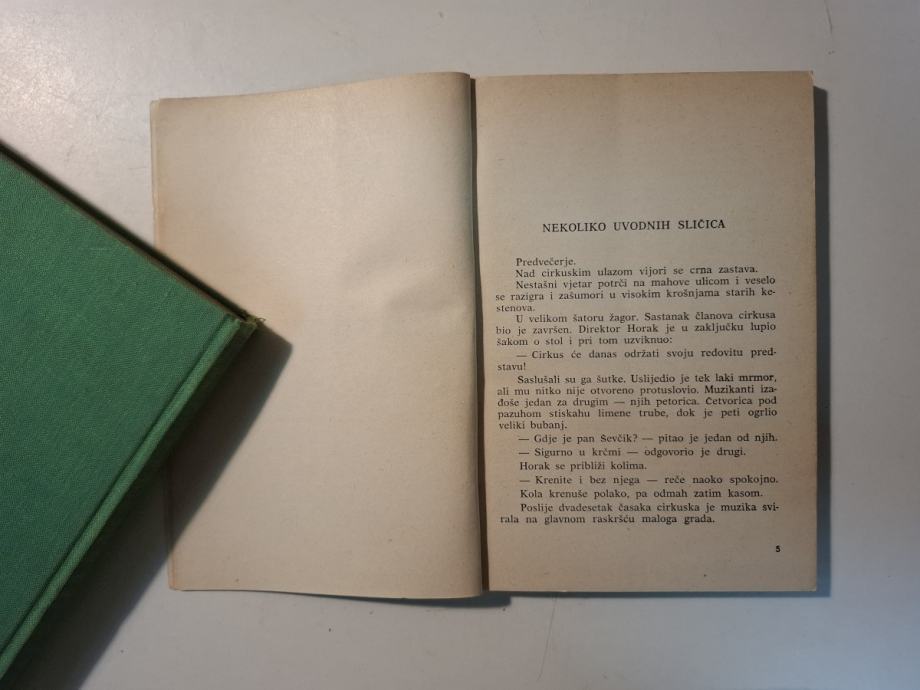 NEKOLIKO UVODNIH SLIČICA
Predvečerje.
Nad cirkuskim ulazom vijori se crna zastava.
Nestašni vjetar potrči na mahove ulicom i veselo
se razigra i zašumori u visokim krošnjama starih ke-
stenova.
U velikom šatoru žagor. Sastanak članova cirkusa
bio je završen. Direktor Horak je u zaključku lupio
šakom o stol i pri tom uzviknuo:
— Cirkus će danas održati svoju redovitu pred-
stavu!
Saslušali su ga šutke. Uslijedio je tek laki mrmor,
ali mu nitko nije otvoreno protuslovio. Muzikanti iza-
đoše jedan za drugim — njih petorica. Četvorica pod
pazuhom stiskahu limene trube, dok je peti ogrlio
veliki bubanj.
— Gdje je pan Ševčik? — pitao je jedan od njih.
— Sigurno u krčmi — odgovorio je drugi.
Horak se približi kolima.
— Krenite i bez njega — reče naoko spokojno.
Kola krenuše polako, pa odmah zatim kasom.
Poslije dvadesetak časaka cirkuska je muzika svi-
rala na glavnom raskršću maloga grada.
5